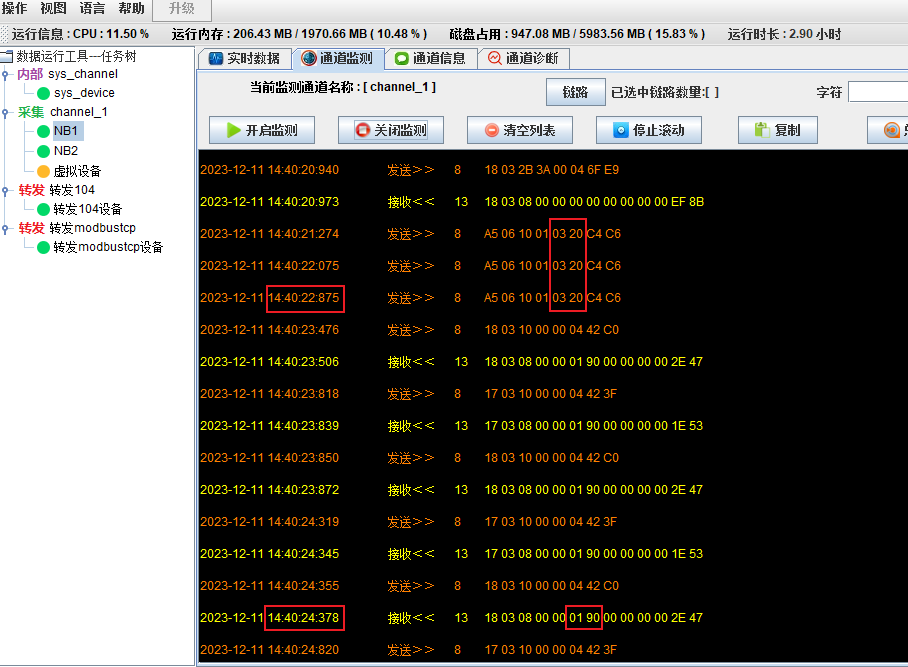 操作 视图 语言 帮助 升级
运行信息 : CPU : 11.50 % 运行内存 : 206.43 MB / 1970.66 MB ( 10.48 % ) 磁盘占用 : 947.08 MB / 5983.56 MB ( 15.83 % ) 运行时长 : 2.90 小时
数据运行工具---任务树
内部 sys_channel
sys_device
采集 channel_1
NB1
NB2
虚拟设备
转发 转发104
转发104设备
转发 转发modbustcp
转发modbustcp设备
实时数据 通道监测 通道信息 通道诊断
当前监测通道名称 : [ channel_1 ] 链路 已选中链路数量:[ ] 字符
开启监测 关闭监测 清空列表 停止滚动 复制
2023-12-11 14:40:20:940 发送>> 8 18 03 2B 3A 00 04 6F E9
2023-12-11 14:40:20:973 接收<< 13 18 03 08 00 00 00 00 00 00 00 00 EF 8B
2023-12-11 14:40:21:274 发送>> 8 A5 06 10 01 03 20 C4 C6
2023-12-11 14:40:22:075 发送>> 8 A5 06 10 01 03 20 C4 C6
2023-12-11 14:40:22:875 发送>> 8 A5 06 10 01 03 20 C4 C6
2023-12-11 14:40:23:476 发送>> 8 18 03 10 00 00 04 42 C0
2023-12-11 14:40:23:506 接收<< 13 18 03 08 00 00 01 90 00 00 00 00 2E 47
2023-12-11 14:40:23:818 发送>> 8 17 03 10 00 00 04 42 3F
2023-12-11 14:40:23:839 接收<< 13 17 03 08 00 00 01 90 00 00 00 00 1E 53
2023-12-11 14:40:23:850 发送>> 8 18 03 10 00 00 04 42 C0
2023-12-11 14:40:23:872 接收<< 13 18 03 08 00 00 01 90 00 00 00 00 2E 47
2023-12-11 14:40:24:319 发送>> 8 17 03 10 00 00 04 42 3F
2023-12-11 14:40:24:345 接收<< 13 17 03 08 00 00 01 90 00 00 00 00 1E 53
2023-12-11 14:40:24:355 发送>> 8 18 03 10 00 00 04 42 C0
2023-12-11 14:40:24:378 接收<< 13 18 03 08 00 00 01 90 00 00 00 00 2E 47
2023-12-11 14:40:24:820 发送>> 8 17 03 10 00 00 04 42 3F